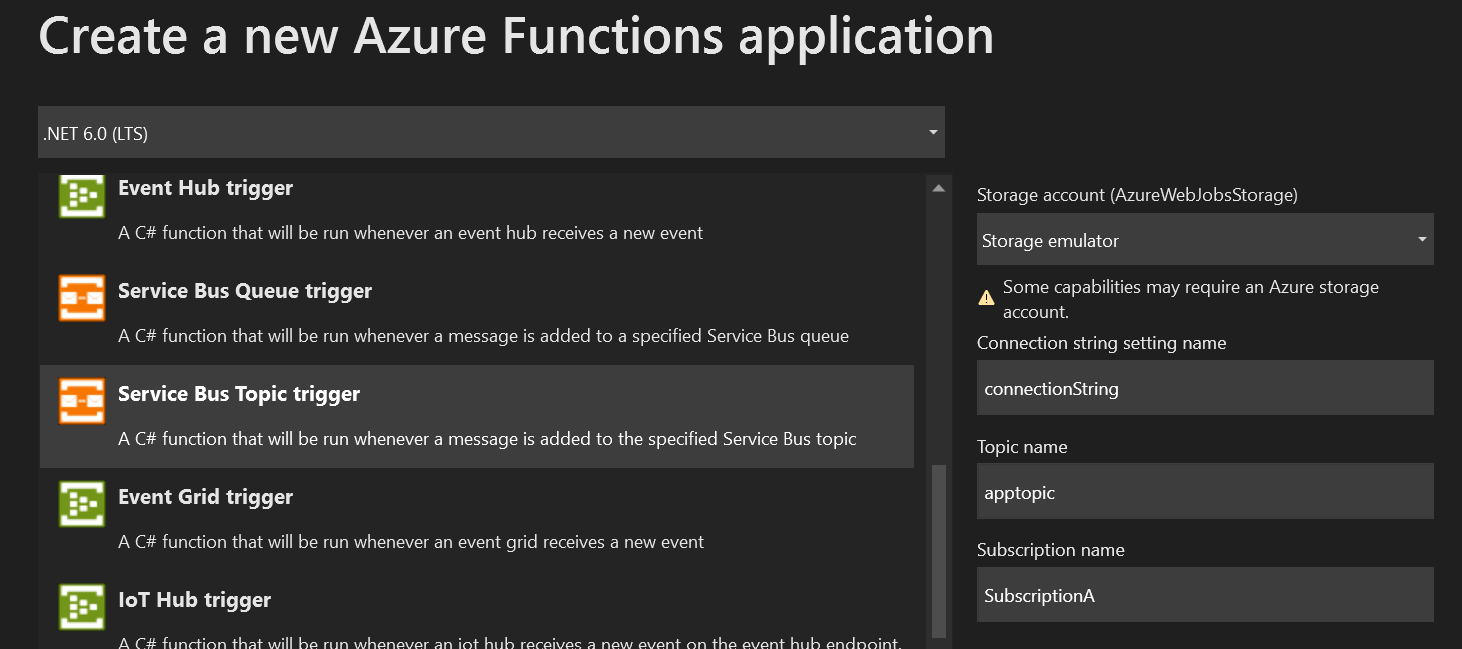 Create a new Azure Functions application
.NET 6.0 (LTS)
Event Hub trigger
A C# function that will be run whenever an event hub receives a new event
Service Bus Queue trigger
A C# function that will be run whenever a message is added to a specified Service Bus queue
Service Bus Topic trigger
A C# function that will be run whenever a message is added to the specified Service Bus topic
Event Grid trigger
A C# function that will be run whenever an event grid receives a new event
IoT Hub trigger
A C# function that will be run whenever an iot hub receives a new event on the event hub endpoint.
Storage account (AzureWebJobsStorage)
Storage emulator
Some capabilities may require an Azure storage
account.
Connection string setting name
connectionString
Topic name
apptopic
Subscription name
SubscriptionA